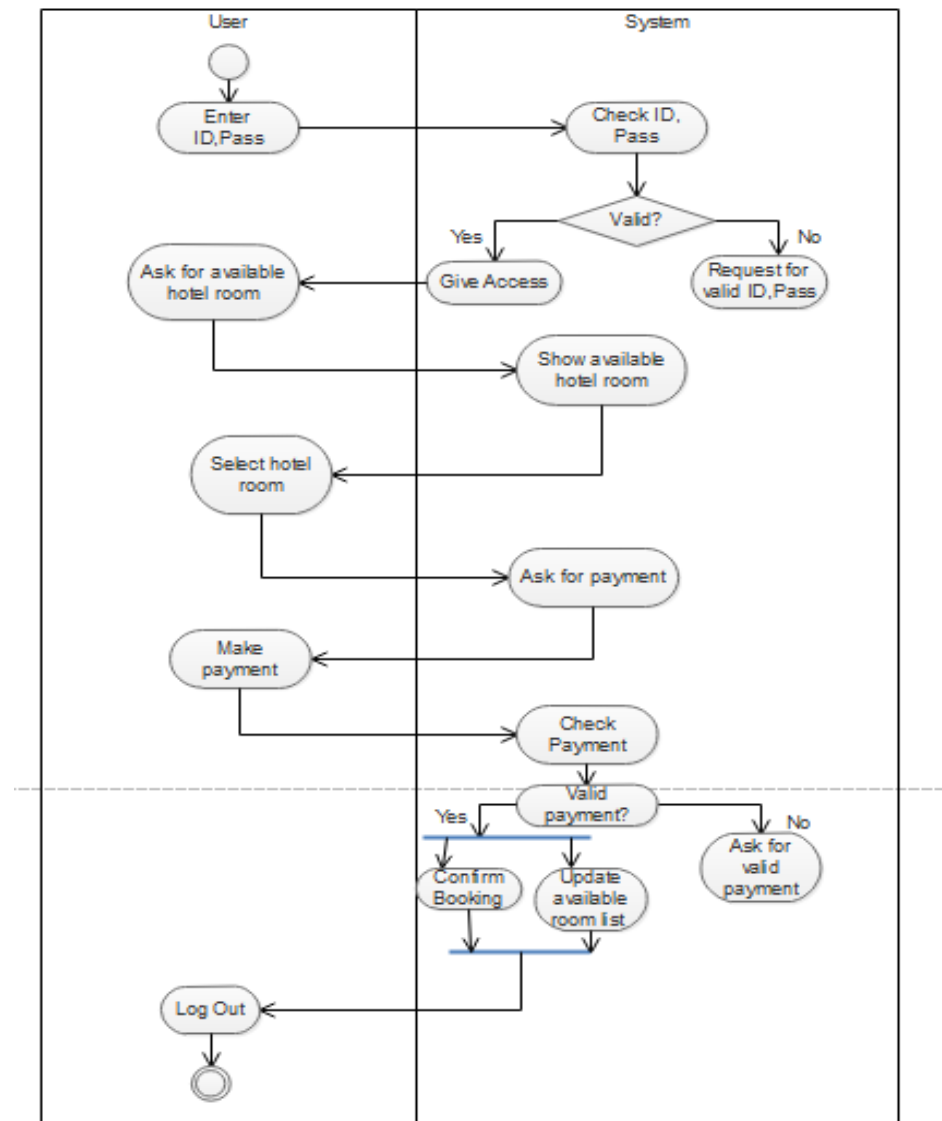 User
System
Enter
ID,Pass
Check ID,
Pass
Valid?
Yes
No
Ask for available
hotel room
Give Access
Request for
valid ID,Pass
Show available
hotel room
Select hotel
room
Ask for payment
Make
payment
Check
Payment
Valid
payment?
Yes
No
Confirm
Booking
Update
available
room list
Ask for
valid
payment
Log Out